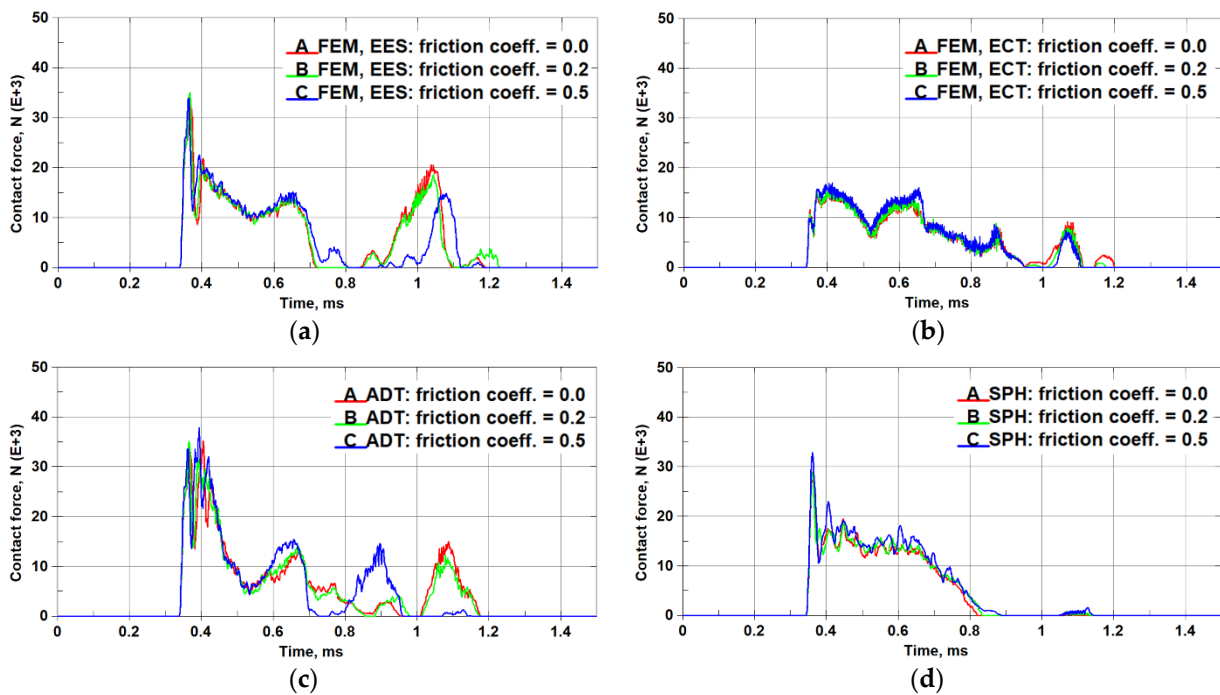 50
40
30
20
10
0
Contact force, N (E+3)
A FEM, EES: friction coeff. = 0.0
B FEM, EES: friction coeff. = 0.2
C FEM, EES: friction coeff. = 0.5
0 0.2 0.4 0.6 0.8 1 1.2 1.4
Time, ms
(a)
50
40
30
20
10
0
Contact force, N (E+3)
A FEM, ECT: friction coeff. = 0.0
B FEM, ECT: friction coeff. = 0.2
C FEM, ECT: friction coeff. = 0.5
0 0.2 0.4 0.6 0.8 1 1.2 1.4
Time, ms
(b)
50
40
30
20
10
0
Contact force, N (E+3)
A ADT: friction coeff. = 0.0
B ADT: friction coeff. = 0.2
C ADT: friction coeff. = 0.5
0 0.2 0.4 0.6 0.8 1 1.2 1.4
Time, ms
(c)
50
40
30
20
10
0
Contact force, N (E+3)
A SPH: friction coeff. = 0.0
B SPH: friction coeff. = 0.2
C SPH: friction coeff. = 0.5
0 0.2 0.4 0.6 0.8 1 1.2 1.4
Time, ms
(d)